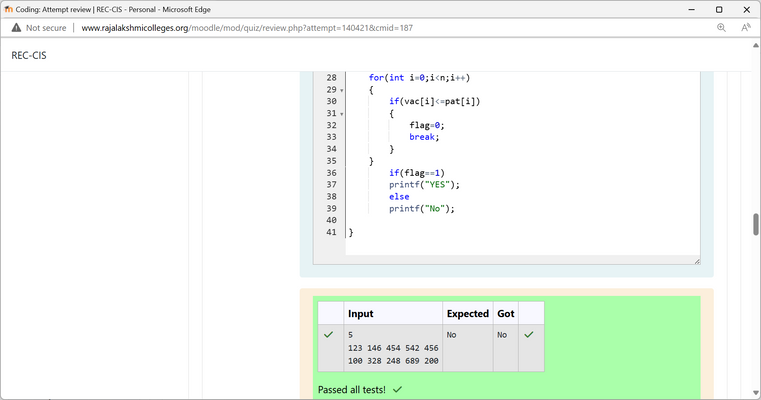 Coding: Attempt review | REC-CIS - Personal - Microsoft Edge
Not secure | www.rajalakshmicolleges.org/moodle/mod/quiz/review.php?attempt=140421&cmid=187
REC-CIS
28 for(int i=0;i<n;i++)
29 {
30 if(vac[i]<=pat[i])
31 {
32 flag=0;
33 break;
34 }
35 }
36 if(flag==1)
37 printf("YES");
38 else
39 printf("No");
40
41 }
Input Expected Got
5 No No
123 146 454 542 456
100 328 248 689 200
Passed all tests!